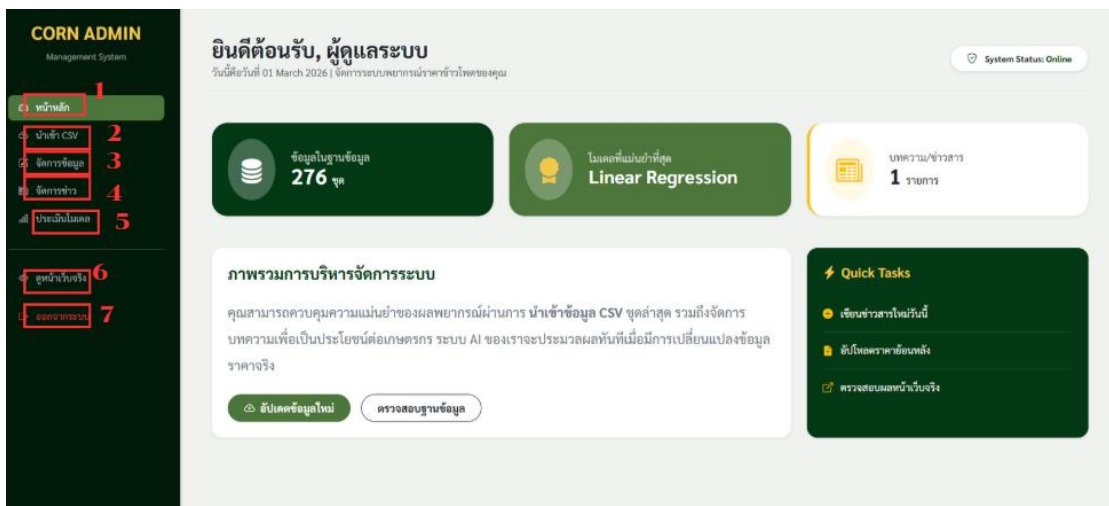 CORN ADMIN
Management System
1
หน้าหลัก
นำเข้า CSV 2
จัดการข้อมูล 3
จัดการข่าว 4
ประเมินโมเดล 5
ดูหน้าเว็บจริง 6
ออกจากระบบ 7
ยินดีต้อนรับ, ผู้ดูแลระบบ
วันนี้คือวันที่ 01 March 2026 | จัดการระบบพยากรณ์ราคาข้าวโพดของคุณ
System Status: Online
ข้อมูลในฐานข้อมูล
276 ชุด
โมเดลที่แม่นยำที่สุด
Linear Regression
บทความ/ข่าวสาร
1 รายการ
ภาพรวมการบริหารจัดการระบบ
คุณสามารถควบคุมความแม่นยำของผลพยากรณ์ผ่านการ นำเข้าข้อมูล CSV ชุดล่าสุด รวมถึงจัดการ
บทความเพื่อเป็นประโยชน์ต่อเกษตรกร ระบบ AI ของเราจะประมวลผลทันทีเมื่อมีการเปลี่ยนแปลงข้อมูล
ราคาจริง
อัปเดตข้อมูลใหม่
ตรวจสอบฐานข้อมูล
Quick Tasks
เขียนข่าวสารใหม่วันนี้
อัปโหลดราคาย้อนหลัง
ตรวจสอบผลหน้าเว็บจริง